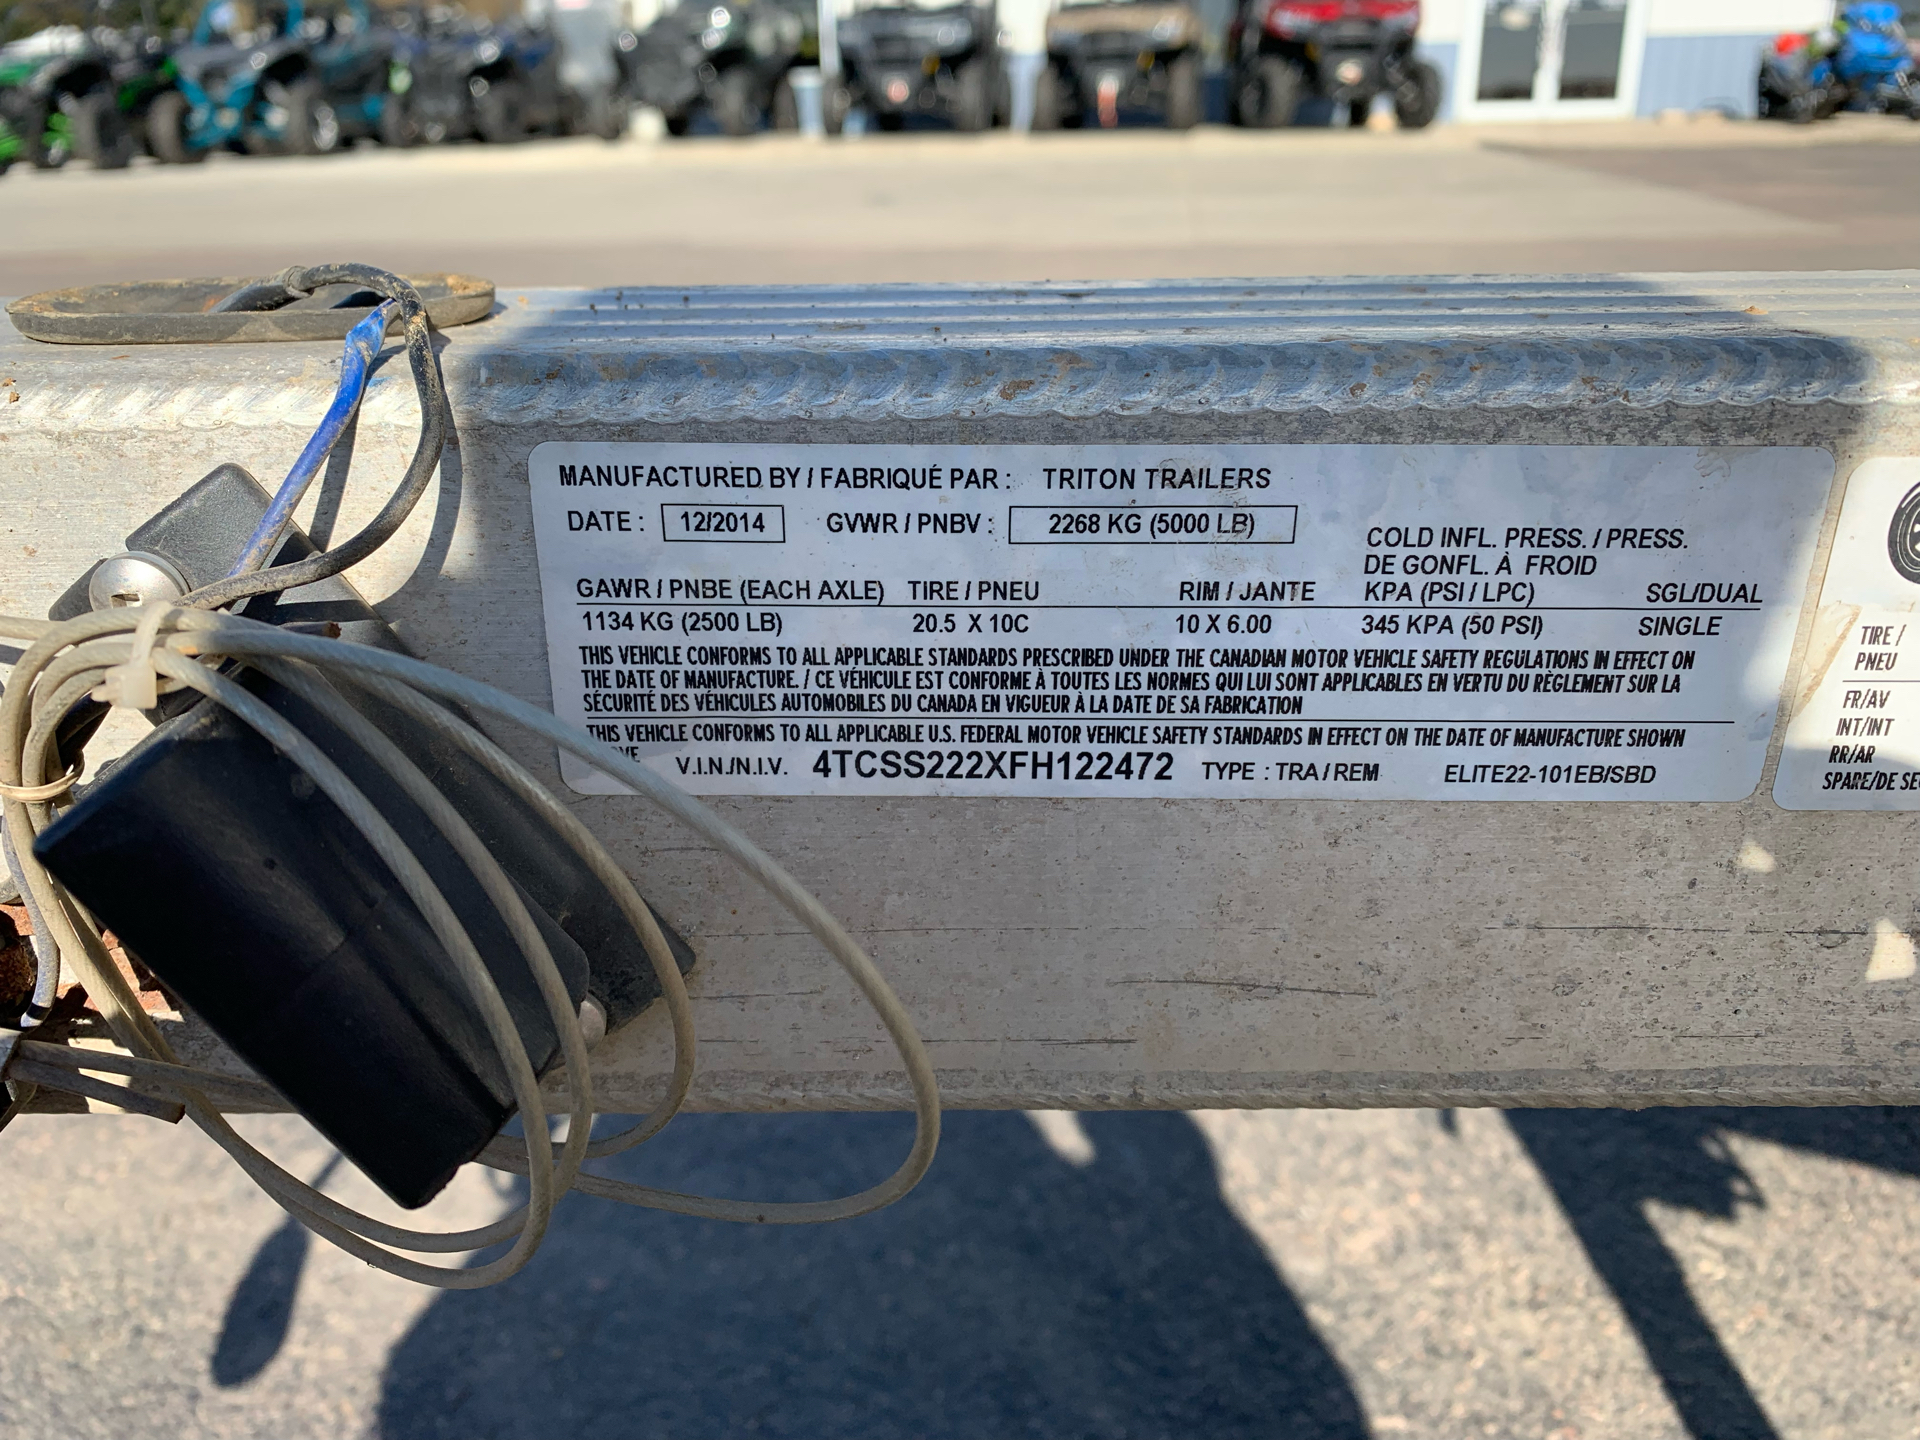 MANUFACTURED BY / FABRIQUÉ PAR : TRITON TRAILERS
DATE : 12/2014 GVWR / PNBV : 2268 KG (5000 LB)
COLD INFL. PRESS. / PRESS.
DE GONFL. À FROID
GAWR / PNBE (EACH AXLE) TIRE / PNEU RIM / JANTE KPA (PSI / LPC) SGL/DUAL
1134 KG (2500 LB) 20.5 X 10C 10 X 6.00 345 KPA (50 PSI) SINGLE
THIS VEHICLE CONFORMS TO ALL APPLICABLE STANDARDS PRESCRIBED UNDER THE CANADIAN MOTOR VEHICLE SAFETY REGULATIONS IN EFFECT ON
THE DATE OF MANUFACTURE. / CE VÉHICULE EST CONFORME À TOUTES LES NORMES QUI LUI SONT APPLICABLES EN VERTU DU RÈGLEMENT SUR LA
SÉCURITÉ DES VÉHICULES AUTOMOBILES DU CANADA EN VIGUEUR À LA DATE DE SA FABRICATION
THIS VEHICLE CONFORMS TO ALL APPLICABLE U.S. FEDERAL MOTOR VEHICLE SAFETY STANDARDS IN EFFECT ON THE DATE OF MANUFACTURE SHOWN
V.I.N./N.I.V. 4TCSS222XFH122472 TYPE : TRA / REM ELITE22-101EB/SBD
TIRE /
PNEU
FR/AV
INT/INT
RR/AR
SPARE/DE